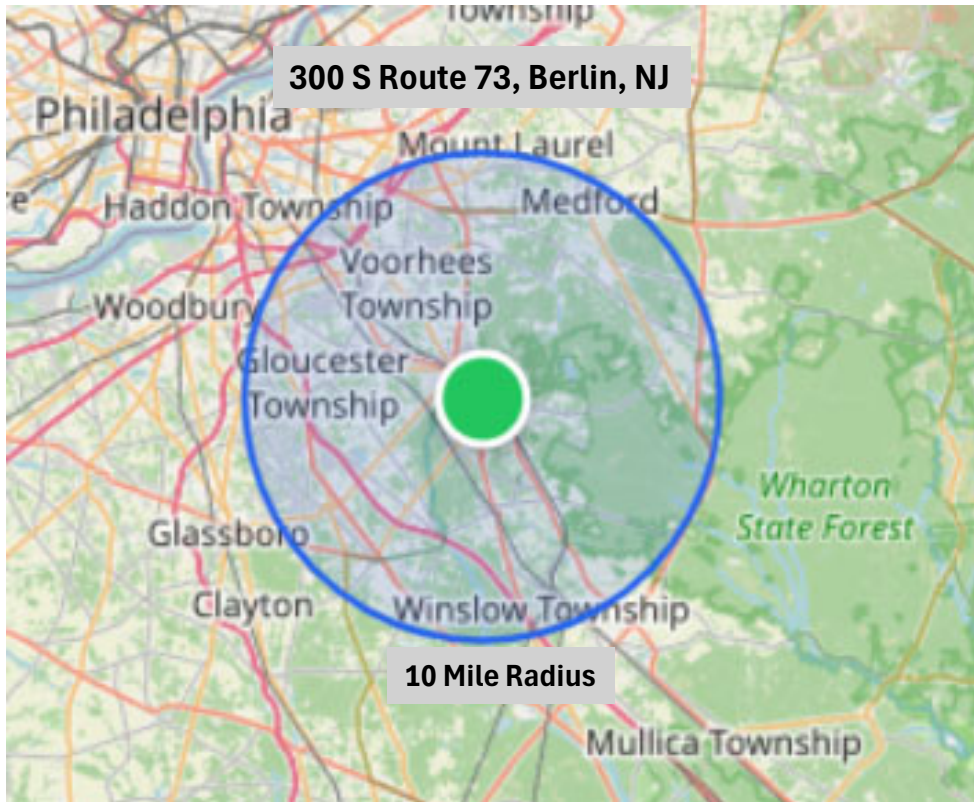 Township
300 S Route 73, Berlin, NJ
Philadelphia
Mount Laurel
re
Haddon Township
Medford
Voorhees
Township
Woodbury
Gloucester
Township
Wharton
State Forest
Glassboro
Clayton
Winslow Township
10 Mile Radius
Mullica Township